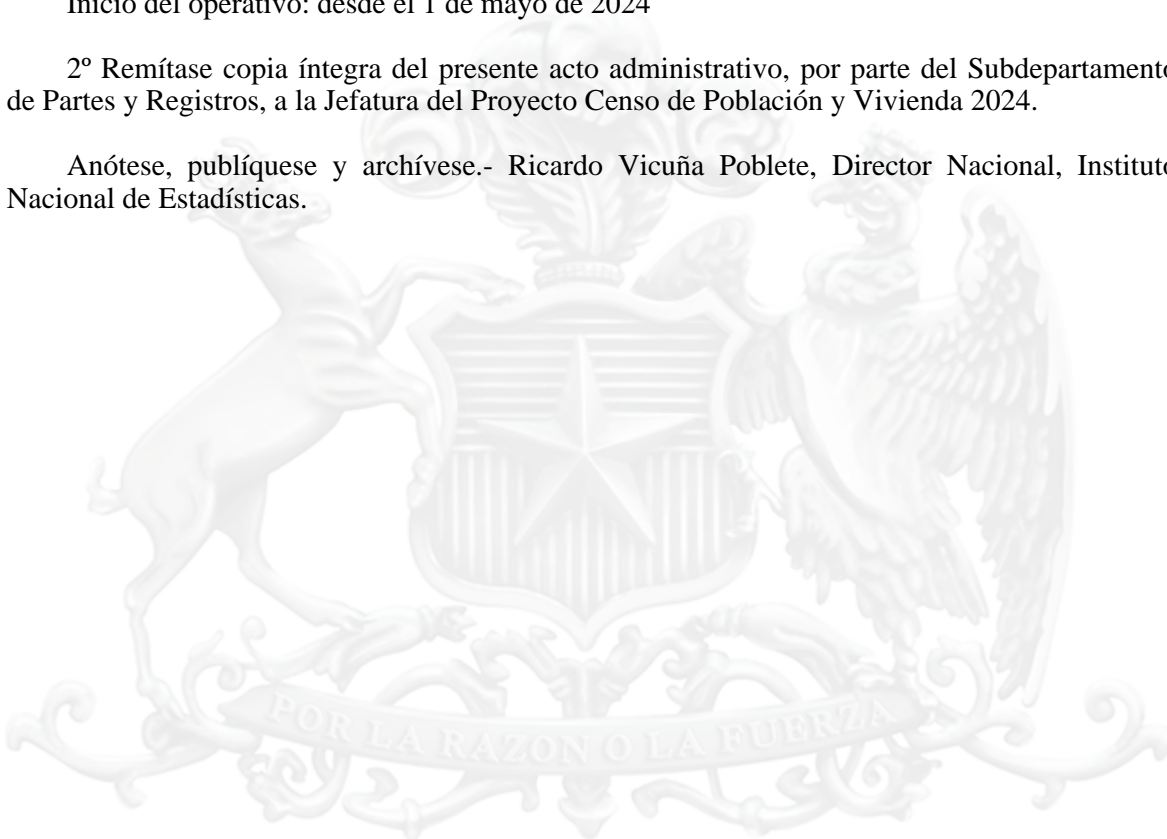 Inicio del operativo: desde el 1 de mayo de 2024
2º Remítase copia íntegra del presente acto administrativo, por parte del Subdepartamento
de Partes y Registros, a la Jefatura del Proyecto Censo de Población y Vivienda 2024.
Anótese, publíquese y archívese.- Ricardo Vicuña Poblete, Director Nacional, Instituto
Nacional de Estadísticas.
POR LA RAZON O LA FUERZA